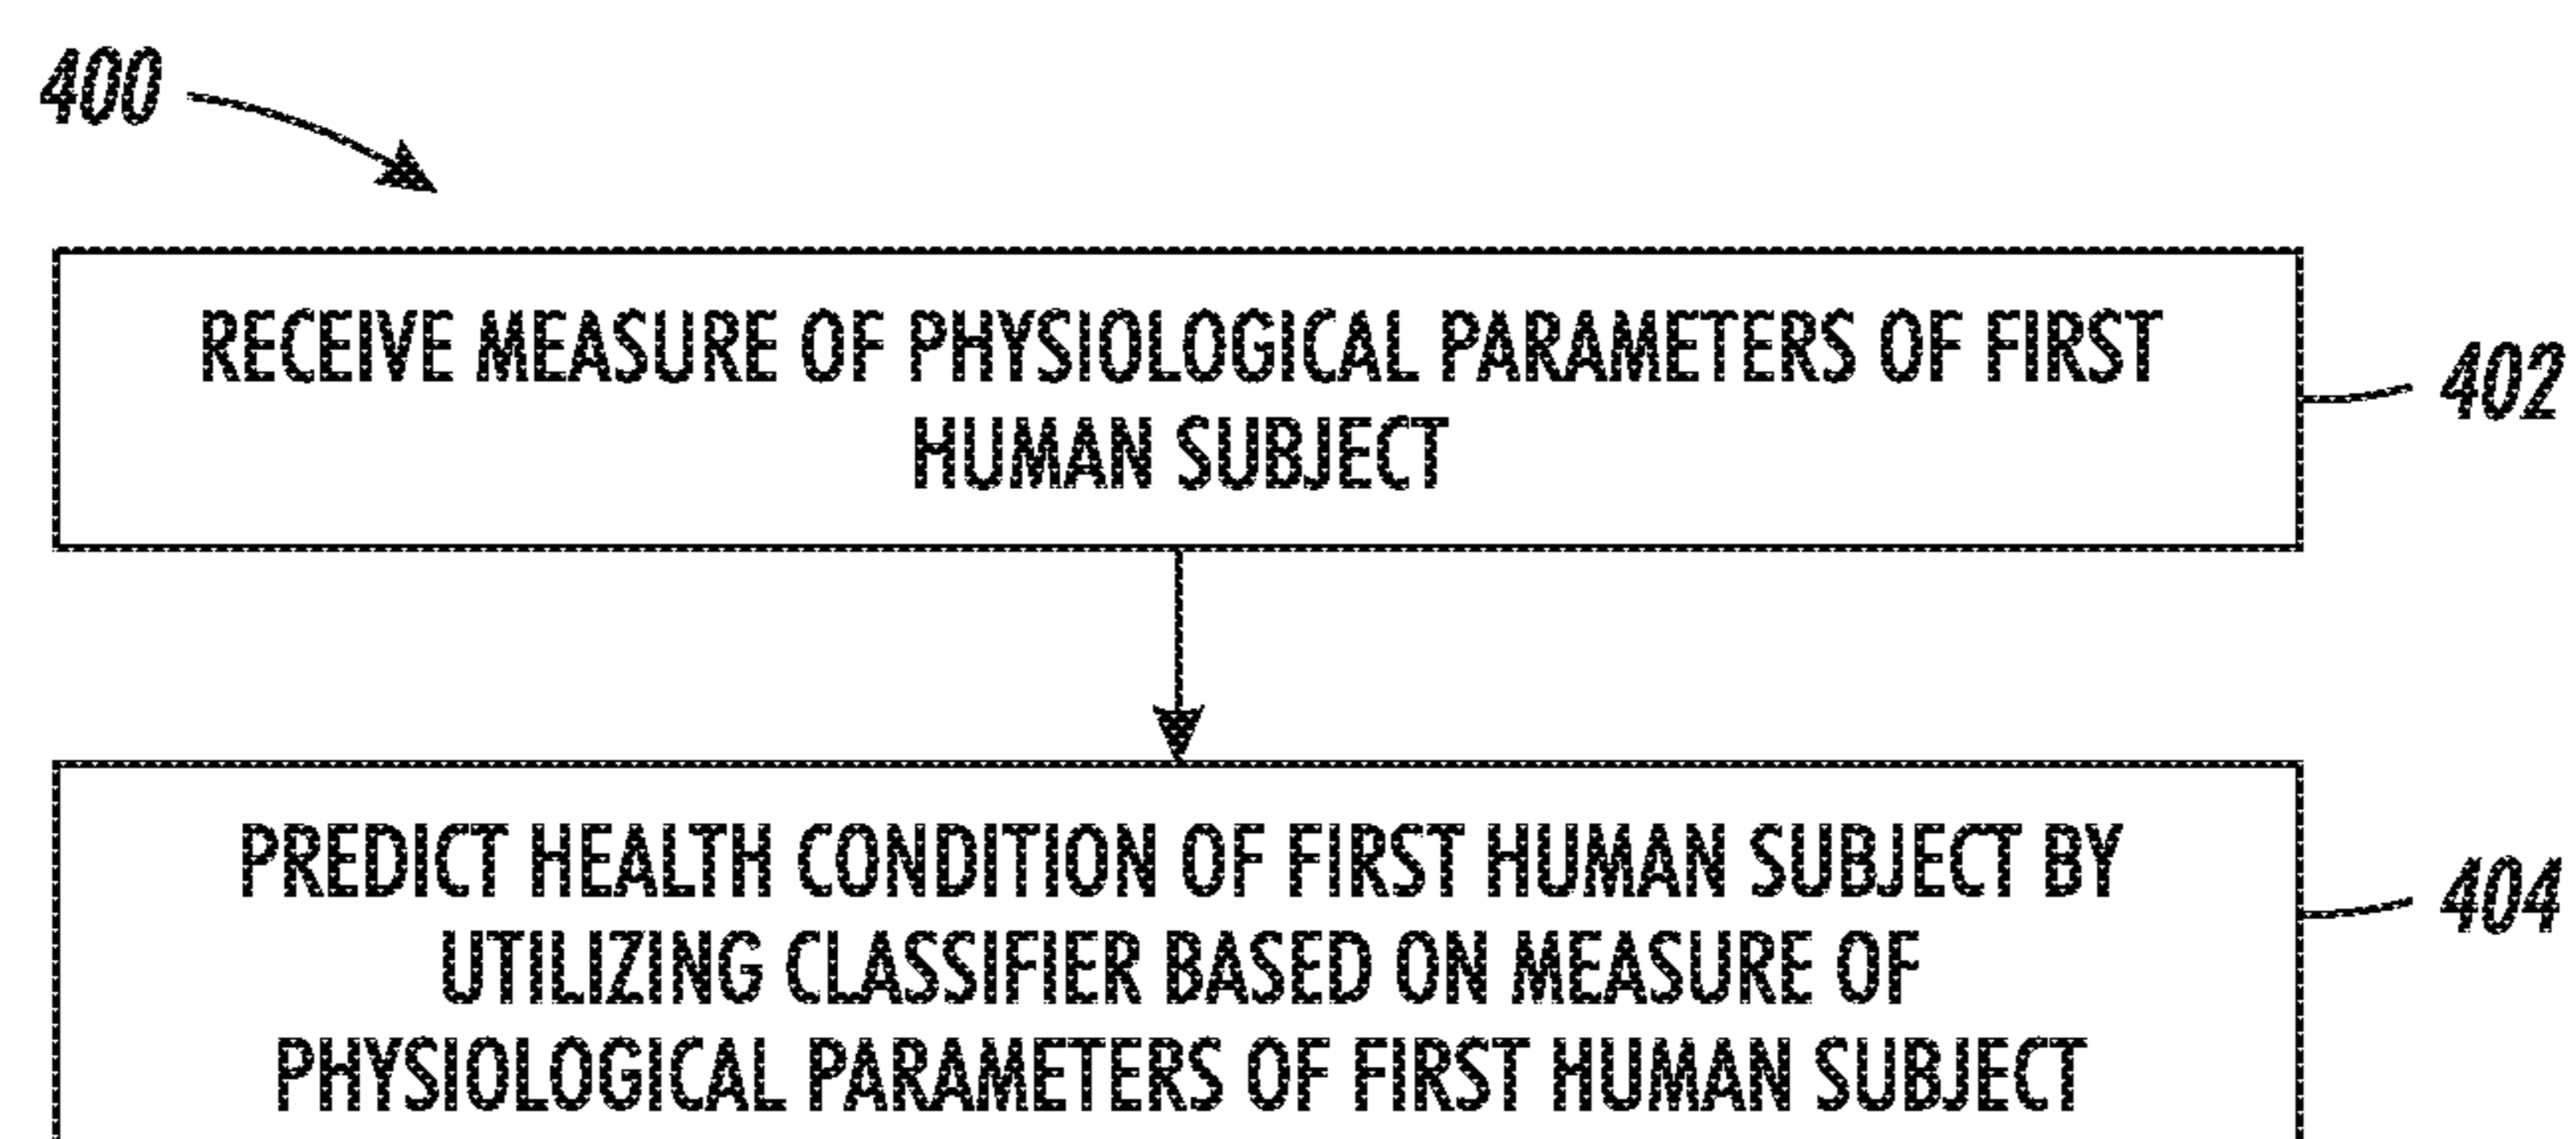 400
RECEIVE MEASURE OF PHYSIOLOGICAL PARAMETERS OF FIRST
HUMAN SUBJECT
402
PREDICT HEALTH CONDITION OF FIRST HUMAN SUBJECT BY
UTILIZING CLASSIFIER BASED ON MEASURE OF
PHYSIOLOGICAL PARAMETERS OF FIRST HUMAN SUBJECT
404